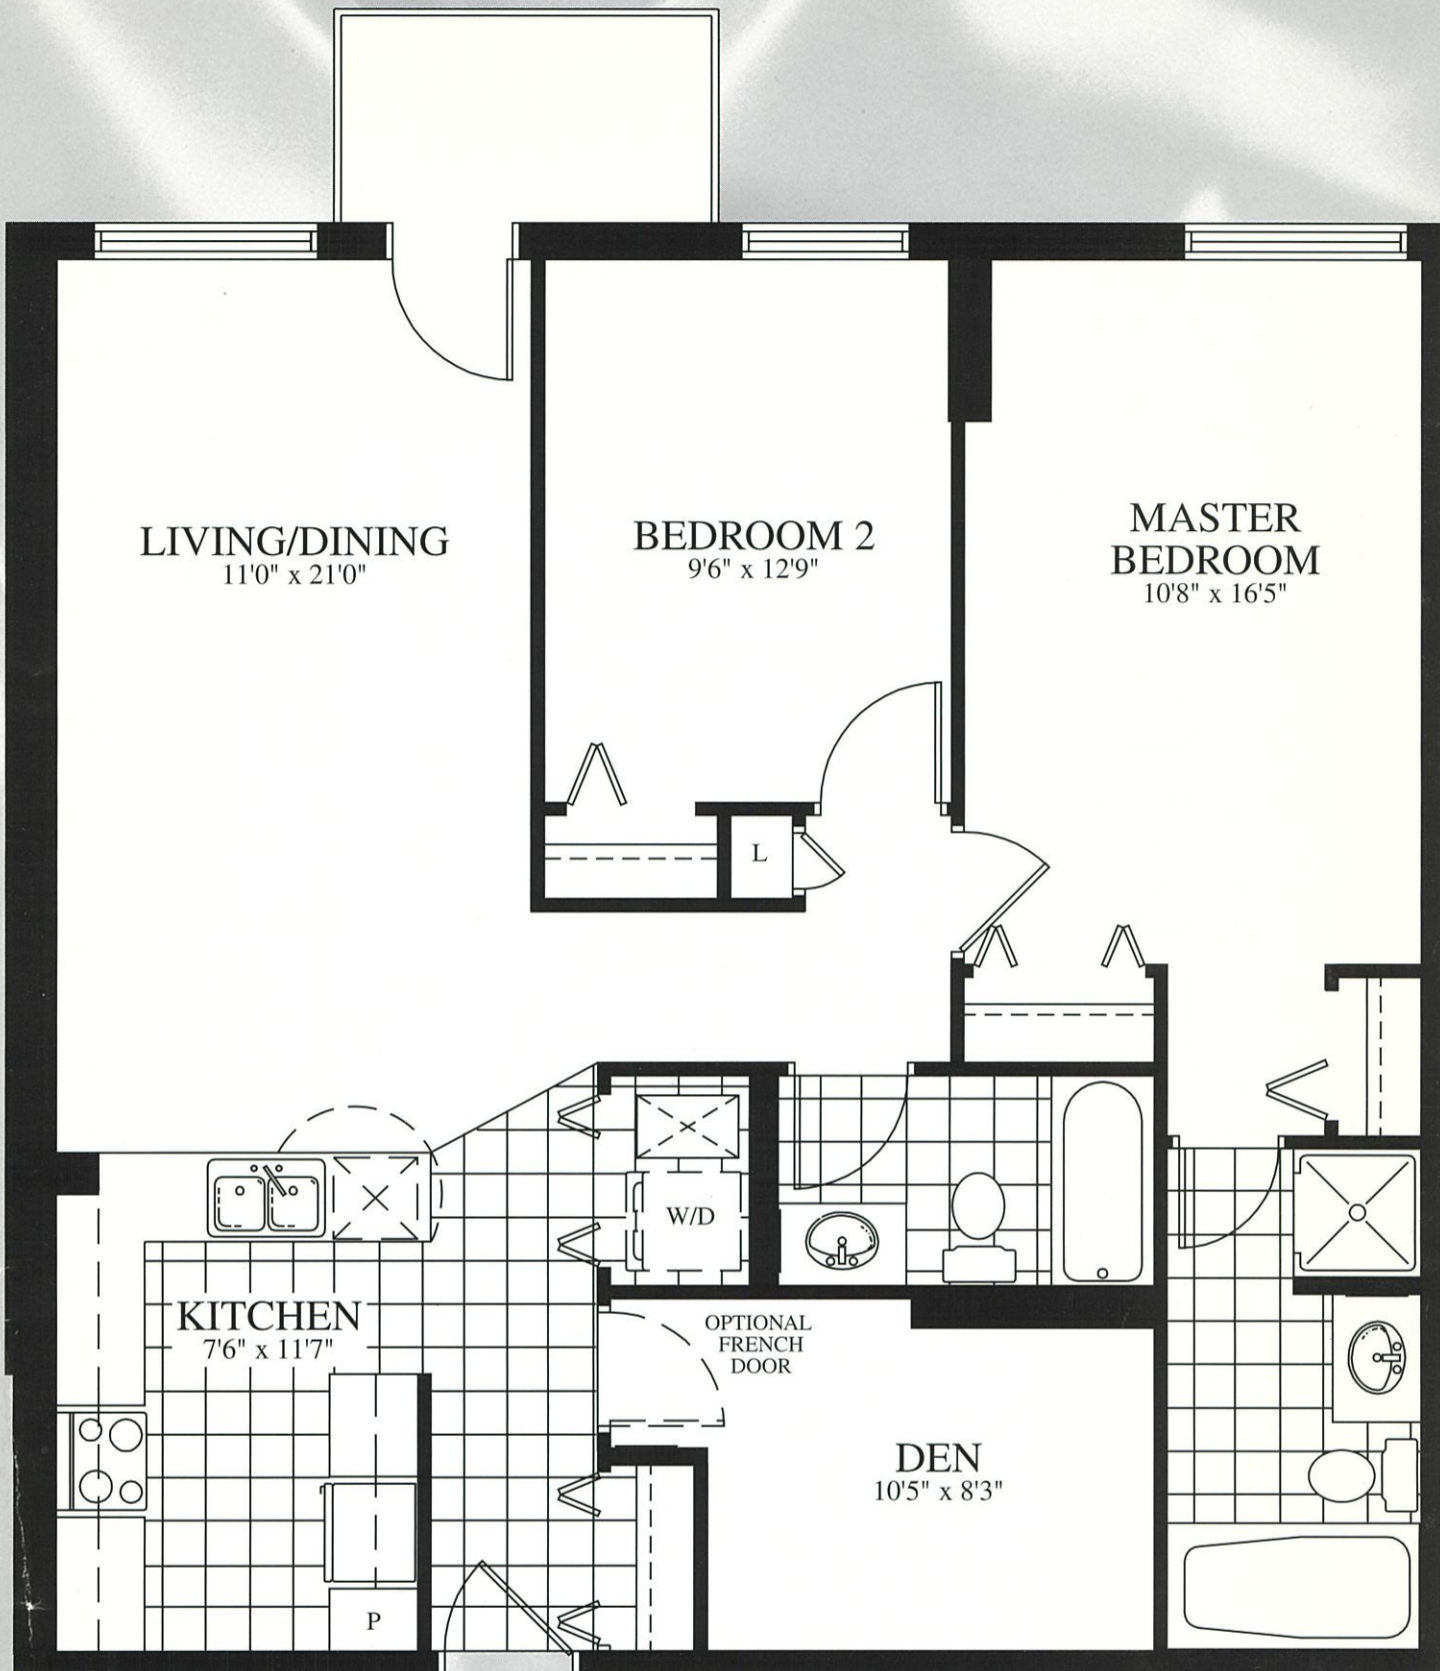 LIVING/DINING
11'0" x 21'0"
BEDROOM 2
9'6" x 12'9"
MASTER
BEDROOM
10'8" x 16'5"
L
W/D
KITCHEN
7'6" x 11'7"
OPTIONAL
FRENCH
DOOR
DEN
10'5" x 8'3"
P